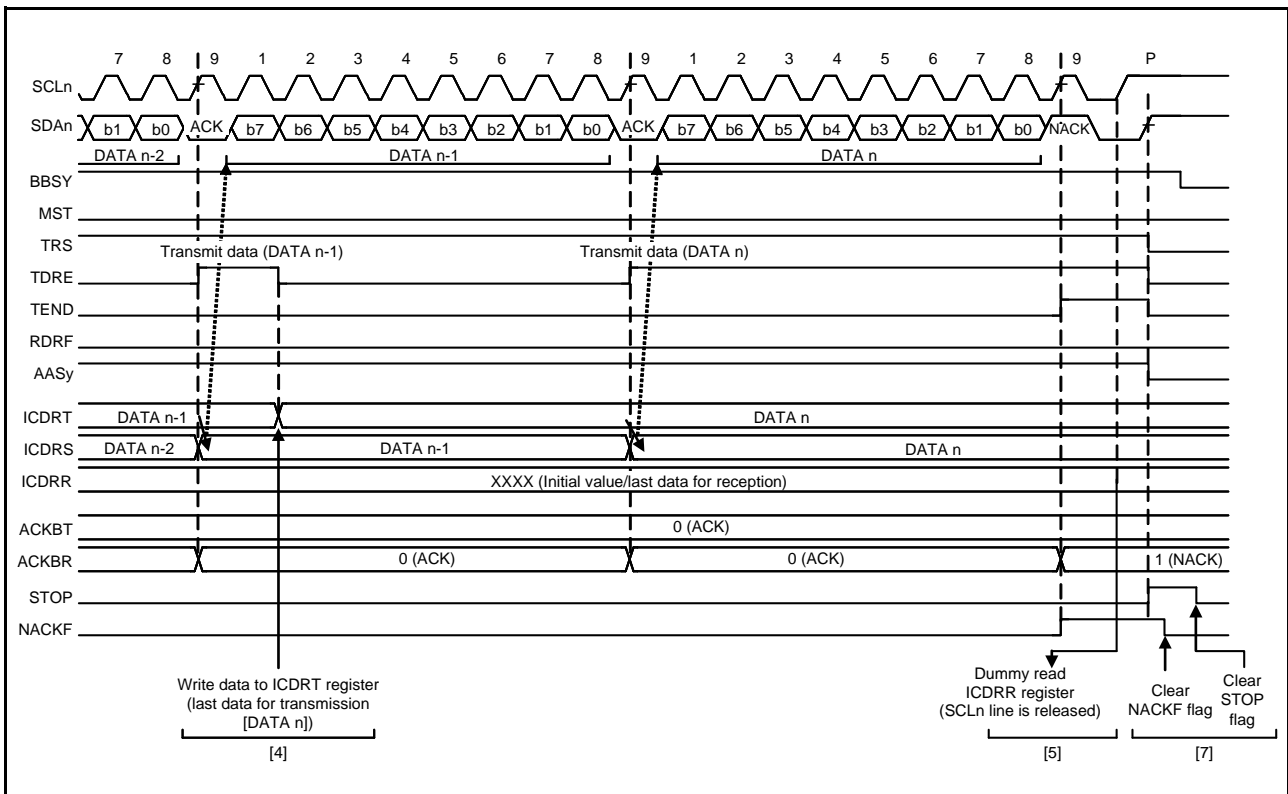 7 8 9 1 2 3 4 5 6 7 8 9 1 2 3 4 5 6 7 8 9 P
SCLn
SDAn b1 b0 ACK b7 b6 b5 b4 b3 b2 b1 b0 ACK b7 b6 b5 b4 b3 b2 b1 b0 NACK
DATA n-2 DATA n-1 DATA n
BBSY
MST
TRS
Transmit data (DATA n-1) Transmit data (DATA n)
TDRE
TEND
RDRF
AASy
ICDRT DATA n-1 DATA n
ICDRS DATA n-2 DATA n-1 DATA n
ICDRR XXXX (Initial value/last data for reception)
ACKBT 0 (ACK)
ACKBR 0 (ACK) 0 (ACK) 1 (NACK)
STOP
NACKF
Write data to ICDRT register
(last data for transmission
[DATA n])
[4]
Dummy read
ICDRR register
(SCLn line is released)
[5]
Clear
NACKF flag
Clear
STOP
flag
[7]